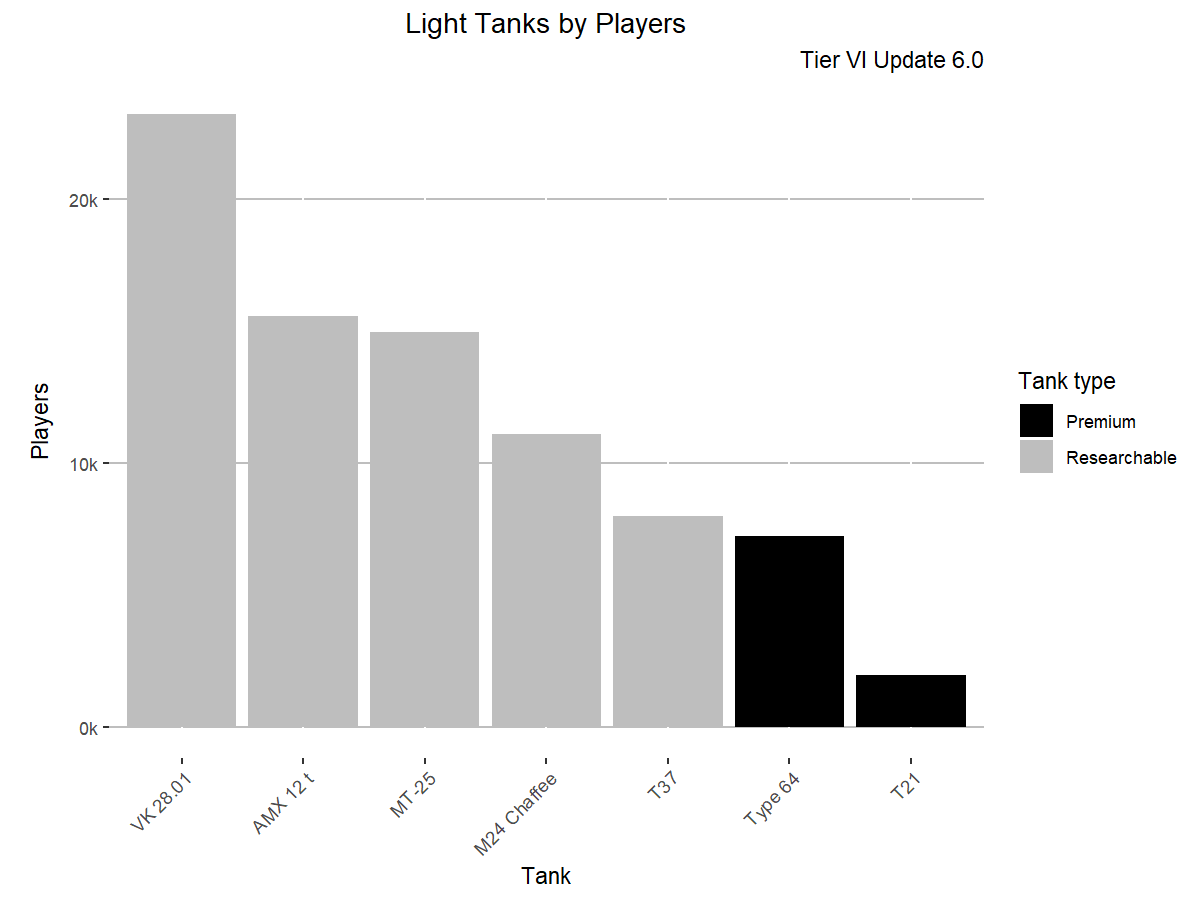 Light Tanks by Players
Tier VI Update 6.0
Players
20k
10k
0k
VK 28.01
AMX 12 t
MT-25
M24 Chaffee
T37
Type 64
T21
Tank
Tank type
Premium
Researchable